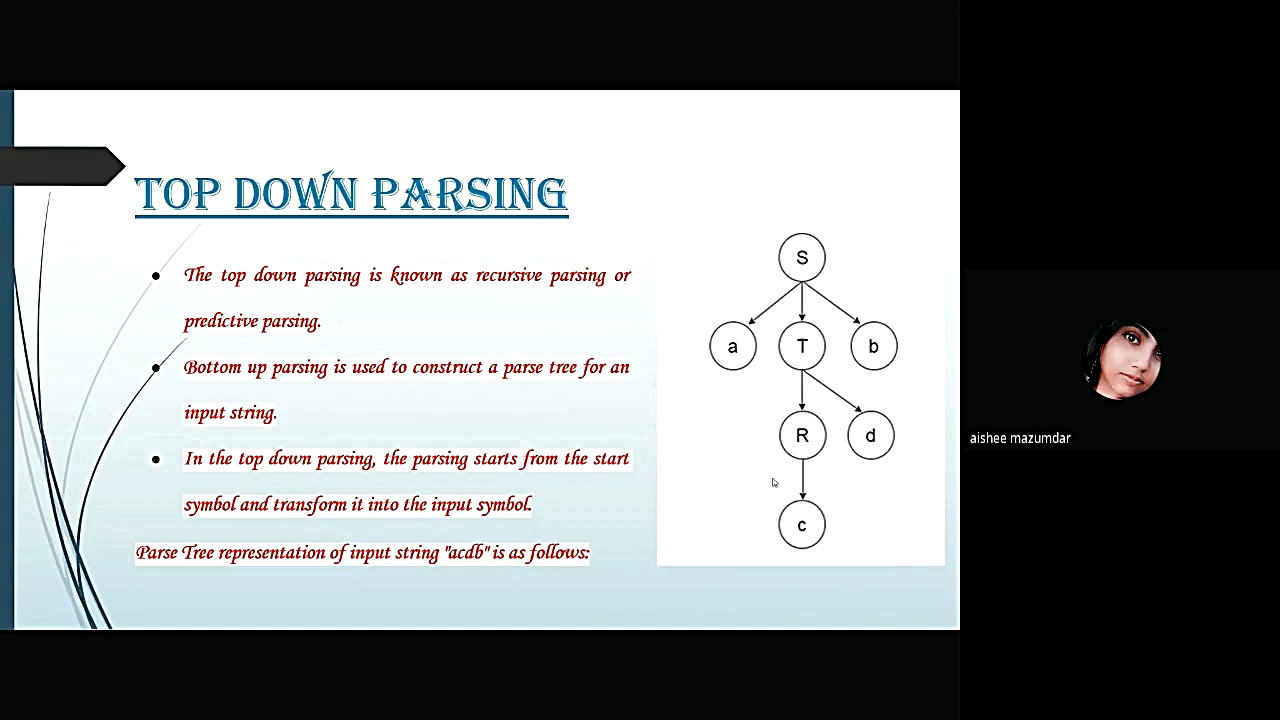 TOP DOWN PARSING
The top down parsing is known as recursive parsing or
predictive parsing.
Bottom up parsing is used to construct a parse tree for an
input string.
In the top down parsing, the parsing starts from the start
symbol and transform it into the input symbol.
Parse Tree representation of input string "acdb" is as follows:
S
a T b
R d
c
aishee mazumdar